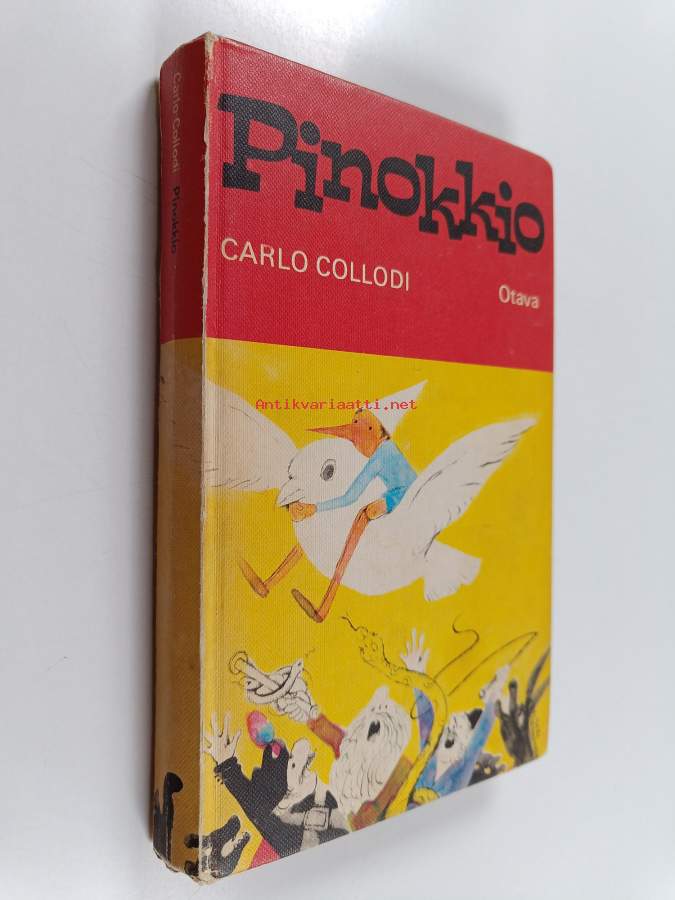 Carlo Collodi Pinokkio
Pinokkio
CARLO COLLODI
Otava
Antikvariaatti.net